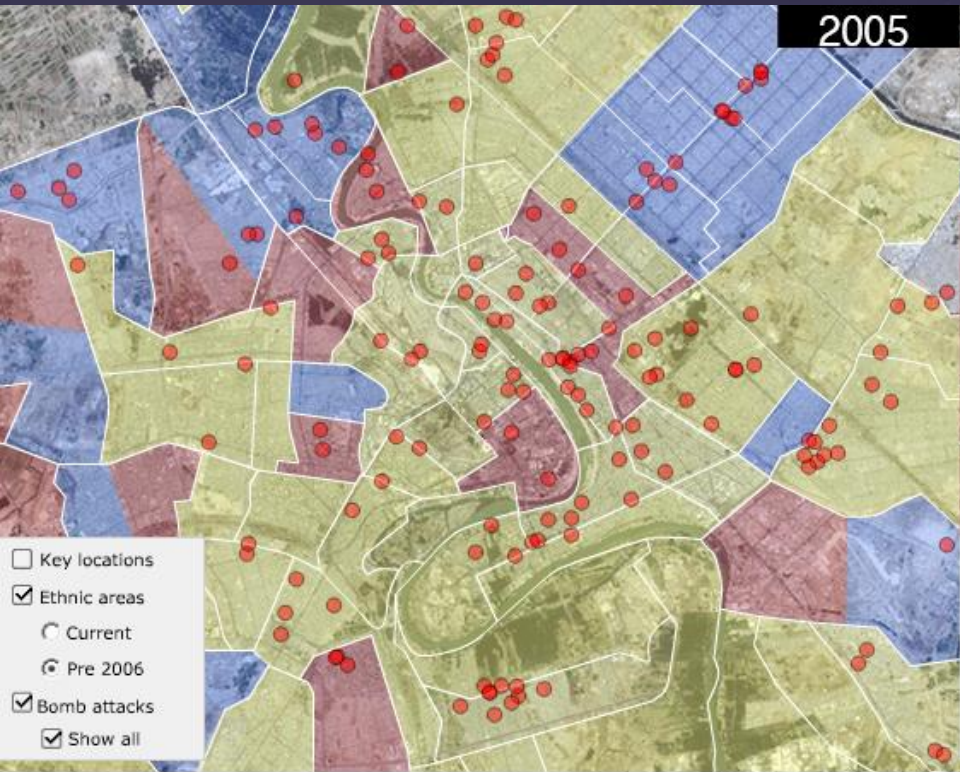 2005
Key locations
Ethnic areas
Current
Pre 2006
Bomb attacks
Show all